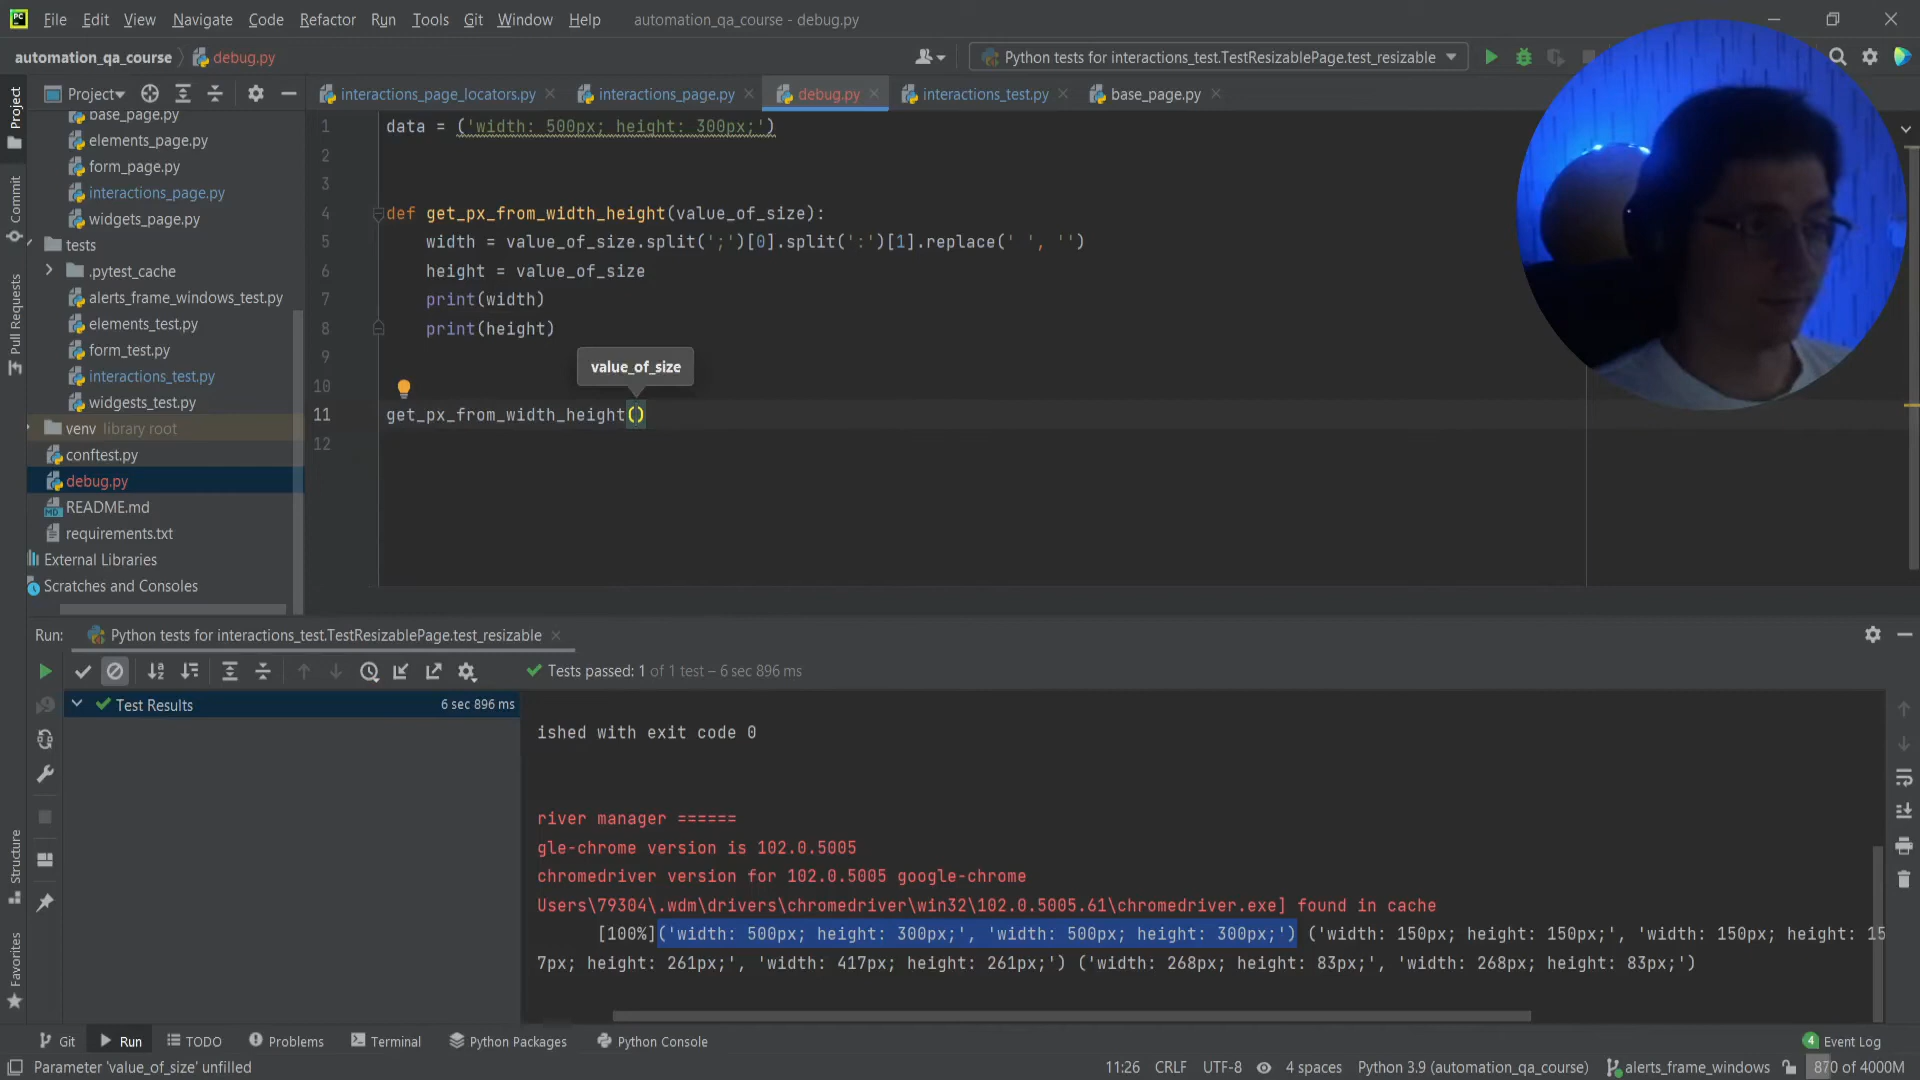 File Edit View Navigate Code Refactor Run Tools Git Window Help automation_qa_course - debug.py
automation_qa_course debug.py Python tests for interactions_test.TestResizablePage.test_resizable
Project interactions_page_locators.py interactions_page.py debug.py interactions_test.py base_page.py
base_page.py
elements_page.py
form_page.py
interactions_page.py
widgets_page.py
tests
.pytest_cache
alerts_frame_windows_test.py
elements_test.py
form_test.py
interactions_test.py
widgests_test.py
venv library root
conftest.py
debug.py
README.md
requirements.txt
External Libraries
Scratches and Consoles
Project
Commit
Pull Requests
Structure
Favorites
1 data = ('width: 500px; height: 300px;')
2
3
4 def get_px_from_width_height(value_of_size):
5 width = value_of_size.split(';')[0].split(':')[1].replace(' ', '')
6 height = value_of_size
7 print(width)
8 print(height)
9
value_of_size
10
11 get_px_from_width_height()
12
Run: Python tests for interactions_test.TestResizablePage.test_resizable
Tests passed: 1 of 1 test – 6 sec 896 ms
Test Results 6 sec 896 ms
ished with exit code 0
river manager ======
gle-chrome version is 102.0.5005
chromedriver version for 102.0.5005 google-chrome
Users\79304\.wdm\drivers\chromedriver\win32\102.0.5005.61\chromedriver.exe] found in cache
[100%]('width: 500px; height: 300px;', 'width: 500px; height: 300px;') ('width: 150px; height: 150px;', 'width: 150px; height: 15
7px; height: 261px;', 'width: 417px; height: 261px;') ('width: 268px; height: 83px;', 'width: 268px; height: 83px;')
Git Run TODO Problems Terminal Python Packages Python Console 4 Event Log
Parameter 'value_of_size' unfilled 11:26 CRLF UTF-8 4 spaces Python 3.9 (automation_qa_course) alerts_frame_windows 870 of 4000M